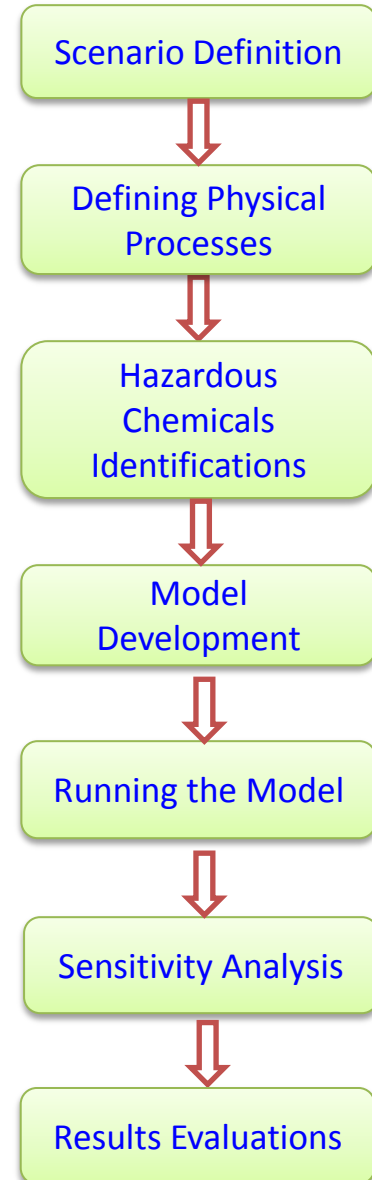 Scenario Definition
Defining Physical
Processes
Hazardous
Chemicals
Identifications
Model
Development
Running the Model
Sensitivity Analysis
Results Evaluations